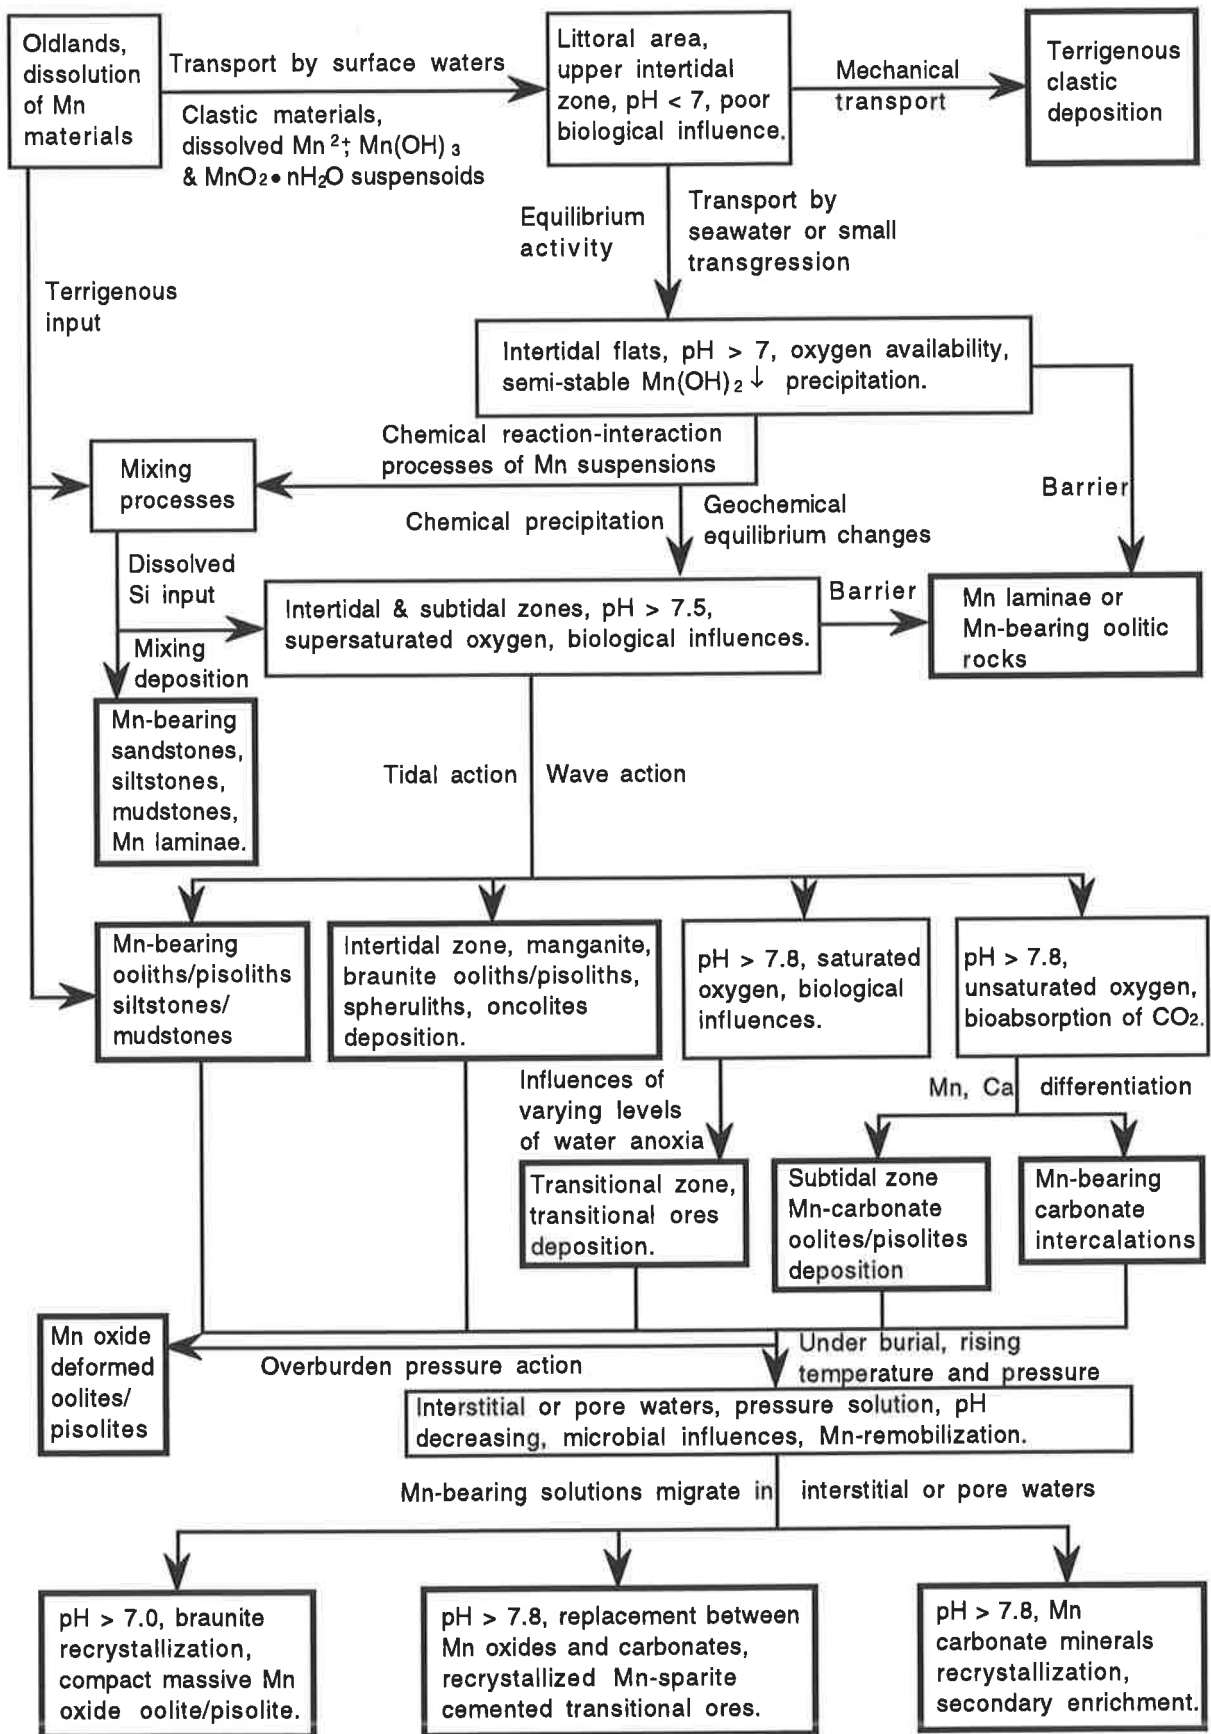 Oldlands,
dissolution
of Mn
materials
Transport by surface waters
Clastic materials,
dissolved Mn²⁺, Mn(OH)₃
& MnO₂•nH₂O suspensoids
Littoral area,
upper intertidal
zone, pH < 7, poor
biological influence.
Mechanical
transport
Terrigenous
clastic
deposition
Equilibrium
activity
Transport by
seawater or small
transgression
Terrigenous
input
Intertidal flats, pH > 7, oxygen availability,
semi-stable Mn(OH)₂ ↓ precipitation.
Chemical reaction-interaction
processes of Mn suspensions
Mixing
processes
Barrier
Chemical precipitation
Geochemical
equilibrium changes
Dissolved
Si input
Intertidal & subtidal zones, pH > 7.5,
supersaturated oxygen, biological influences.
Barrier
Mn laminae or
Mn-bearing oolitic
rocks
Mixing
deposition
Mn-bearing
sandstones,
siltstones,
mudstones,
Mn laminae.
Tidal action
Wave action
Mn-bearing
ooliths/pisoliths
siltstones/
mudstones
Intertidal zone, manganite,
braunite ooliths/pisoliths,
spheruliths, oncolites
deposition.
pH > 7.8, saturated
oxygen, biological
influences.
pH > 7.8,
unsaturated oxygen,
bioabsorption of CO₂.
Influences of
varying levels
of water anoxia
Mn, Ca differentiation
Transitional zone,
transitional ores
deposition.
Subtidal zone
Mn-carbonate
oolites/pisolites
deposition
Mn-bearing
carbonate
intercalations
Mn oxide
deformed
oolites/
pisolites
Overburden pressure action
Under burial, rising
temperature and pressure
Interstitial or pore waters, pressure solution, pH
decreasing, microbial influences, Mn-remobilization.
Mn-bearing solutions migrate in interstitial or pore waters
pH > 7.0, braunite
recrystallization,
compact massive Mn
oxide oolite/pisolite.
pH > 7.8, replacement between
Mn oxides and carbonates,
recrystallized Mn-sparite
cemented transitional ores.
pH > 7.8, Mn
carbonate minerals
recrystallization,
secondary enrichment.